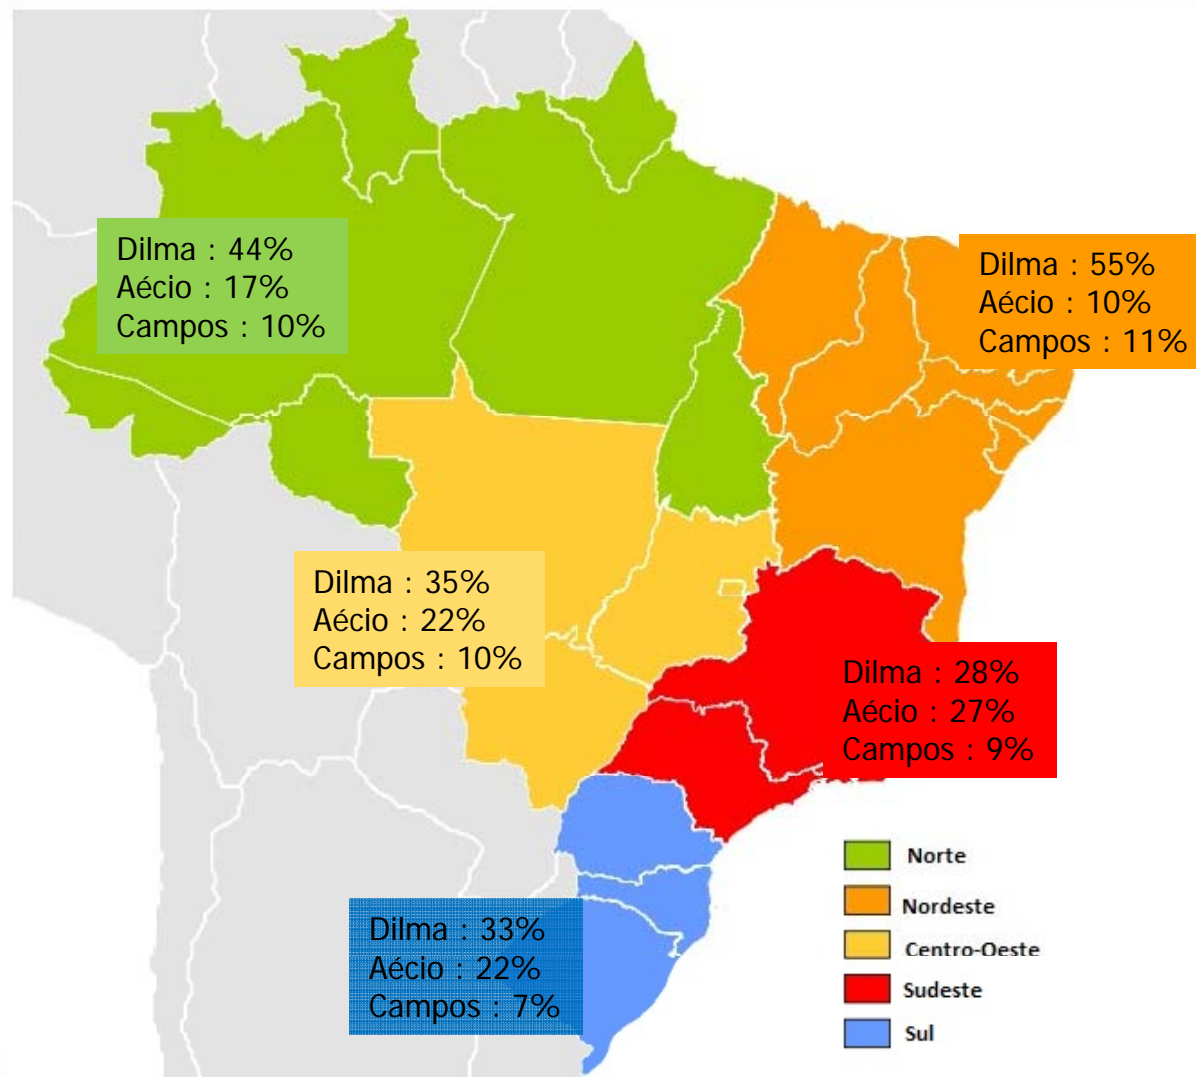 Dilma : 44%
Aécio : 17%
Campos : 10%
Dilma : 55%
Aécio : 10%
Campos : 11%
Dilma : 35%
Aécio : 22%
Campos : 10%
Dilma : 28%
Aécio : 27%
Campos : 9%
Dilma : 33%
Aécio : 22%
Campos : 7%
Norte
Nordeste
Centro-Oeste
Sudeste
Sul